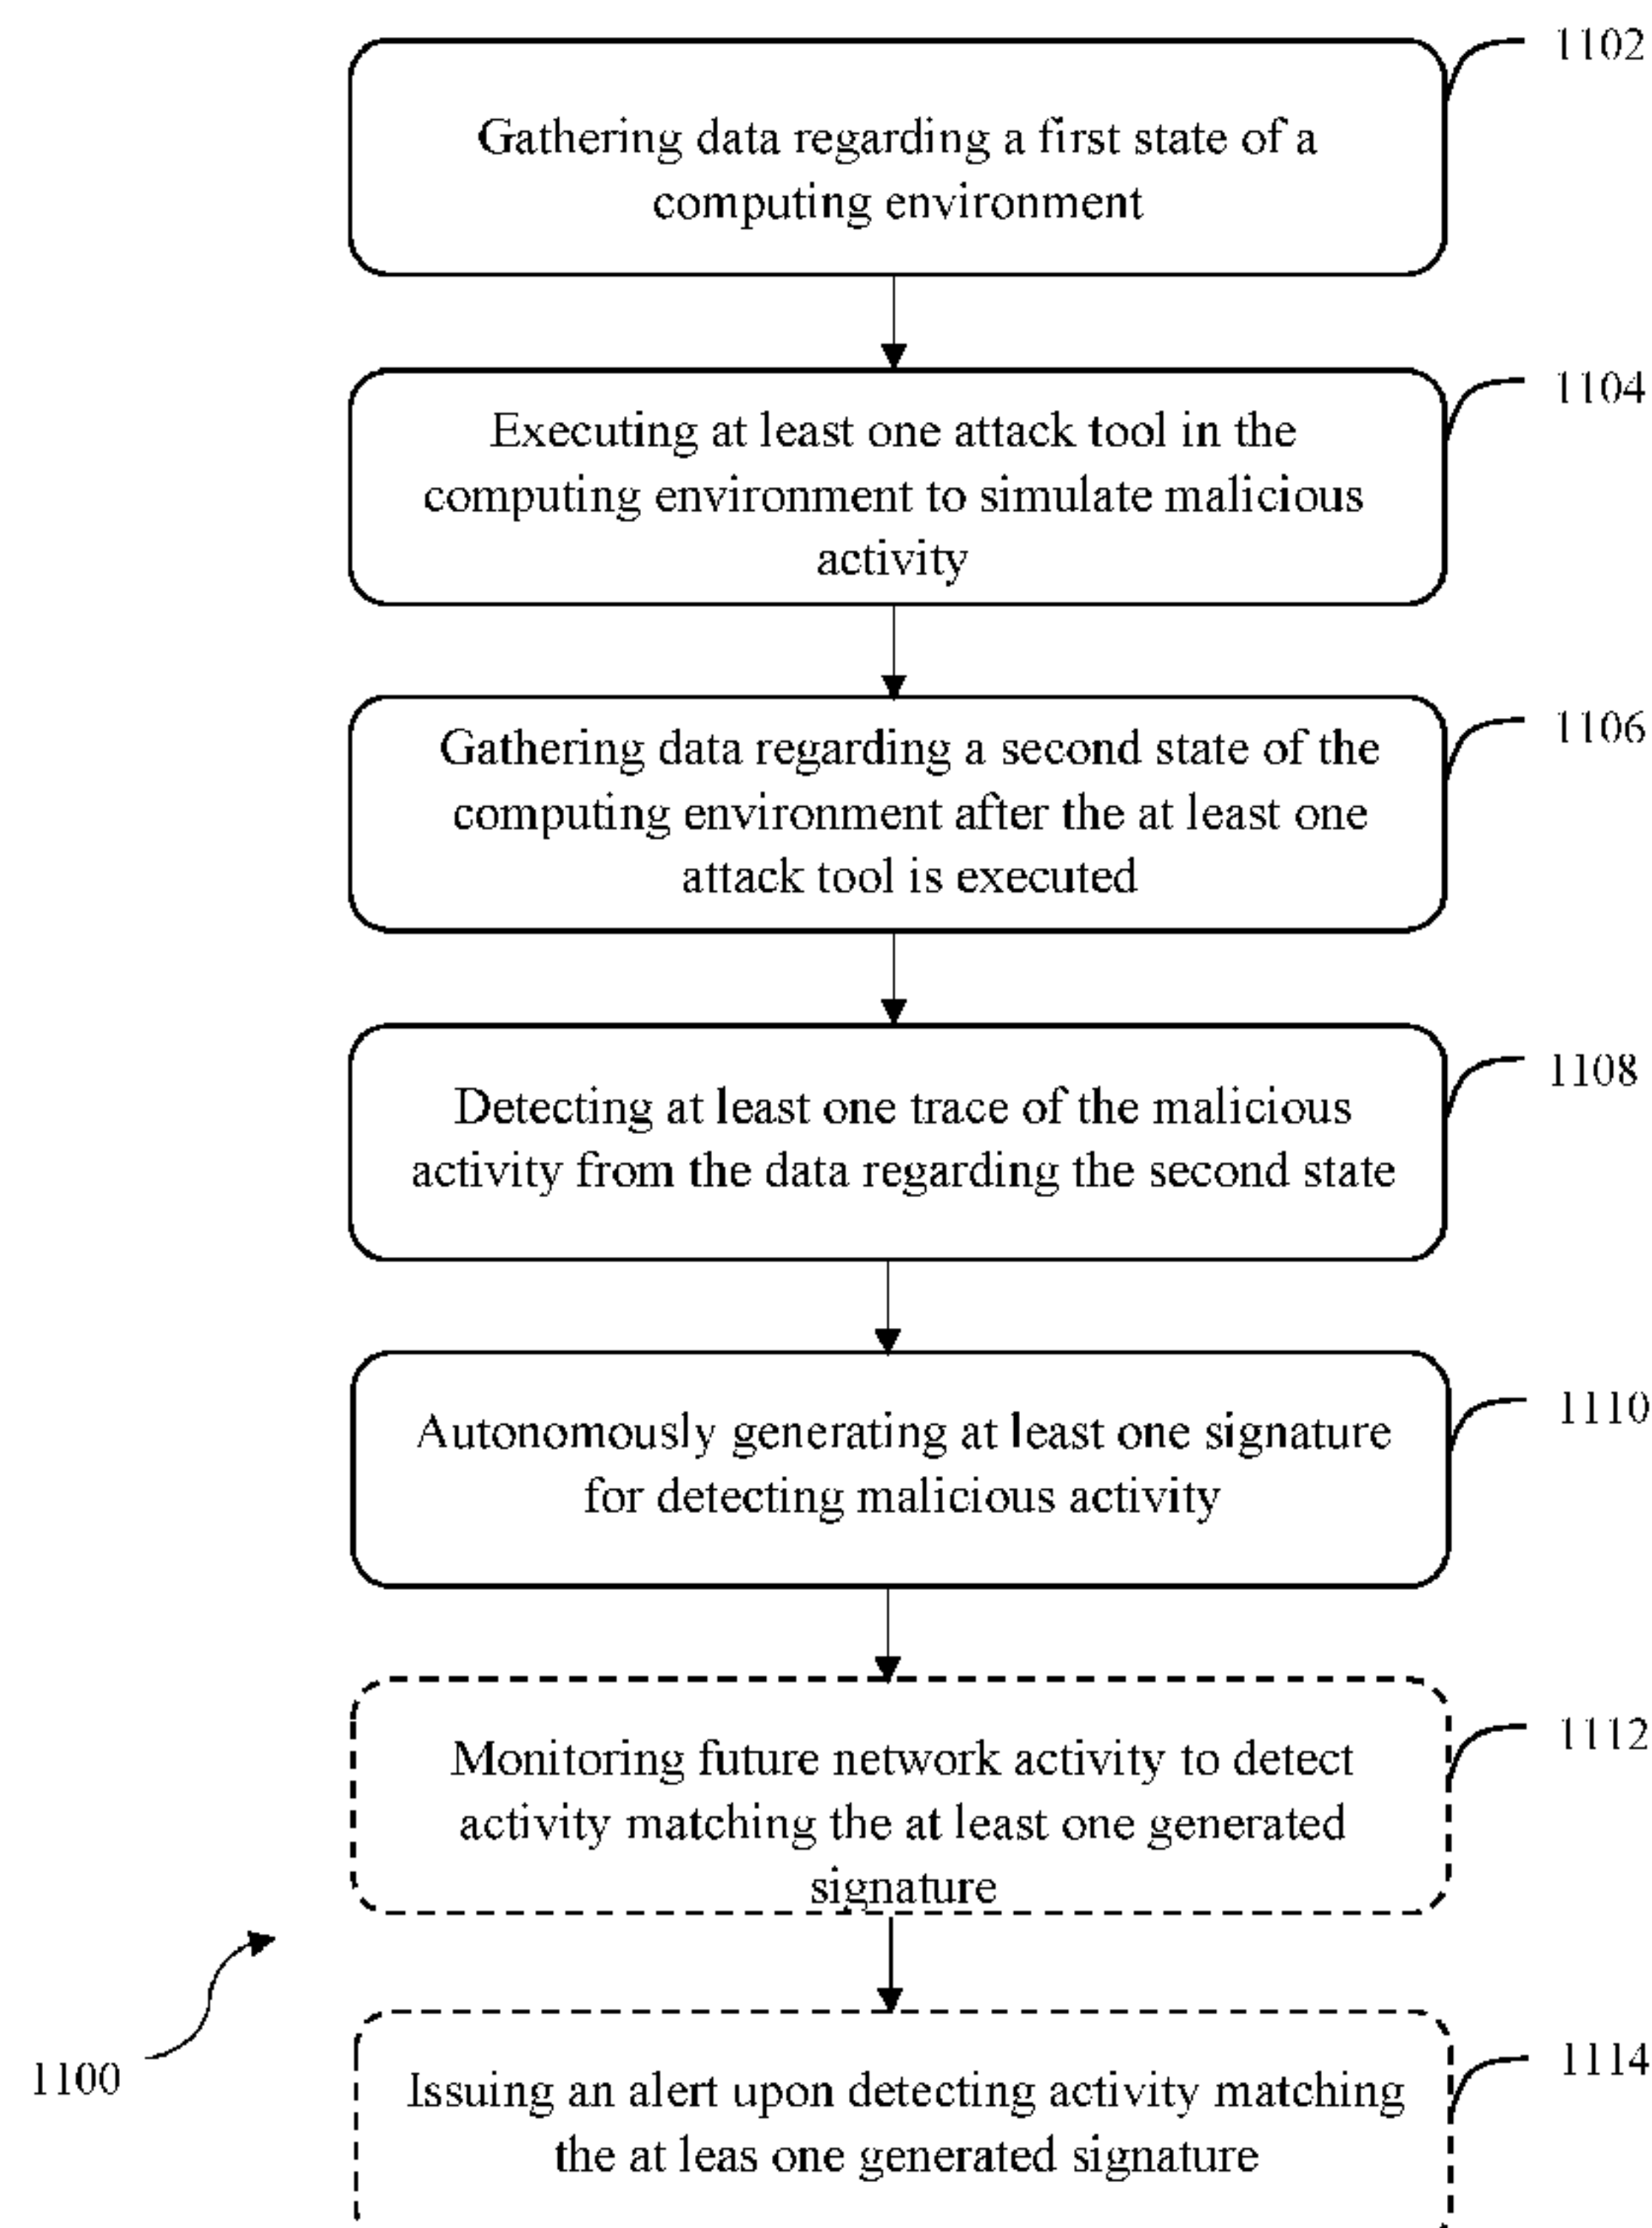 1102
Gathering data regarding a first state of a
computing environment
1104
Executing at least one attack tool in the
computing environment to simulate malicious
activity
1106
Gathering data regarding a second state of the
computing environment after the at least one
attack tool is executed
1108
Detecting at least one trace of the malicious
activity from the data regarding the second state
1110
Autonomously generating at least one signature
for detecting malicious activity
1112
Monitoring future network activity to detect
activity matching the at least one generated
signature
1100
1114
Issuing an alert upon detecting activity matching
the at leas one generated signature